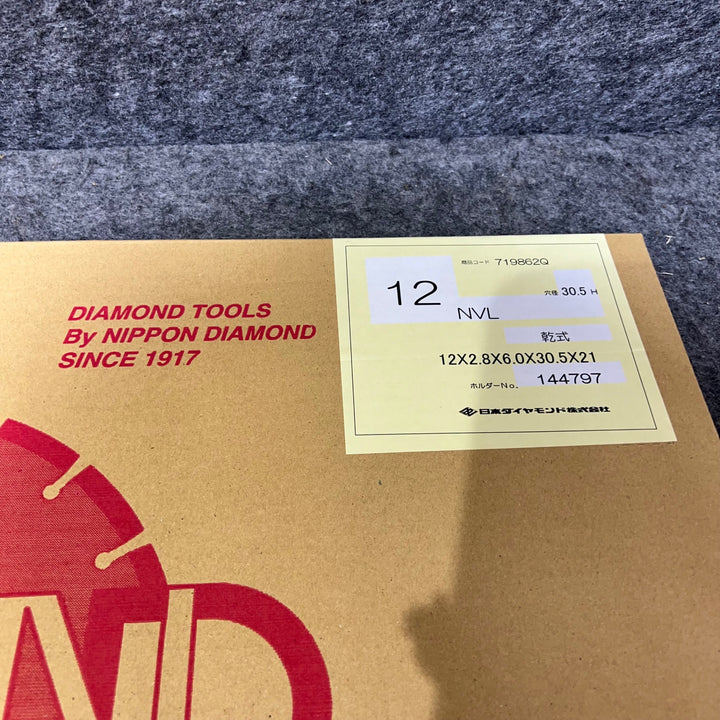 DIAMOND TOOLS
By NIPPON DIAMOND
SINCE 1917
商品コード 719862Q
12
NVL
穴径 30.5 H
乾式
12X2.8X6.0X30.5X21
ホルダーNo. 144797
日本ダイヤモンド株式会社